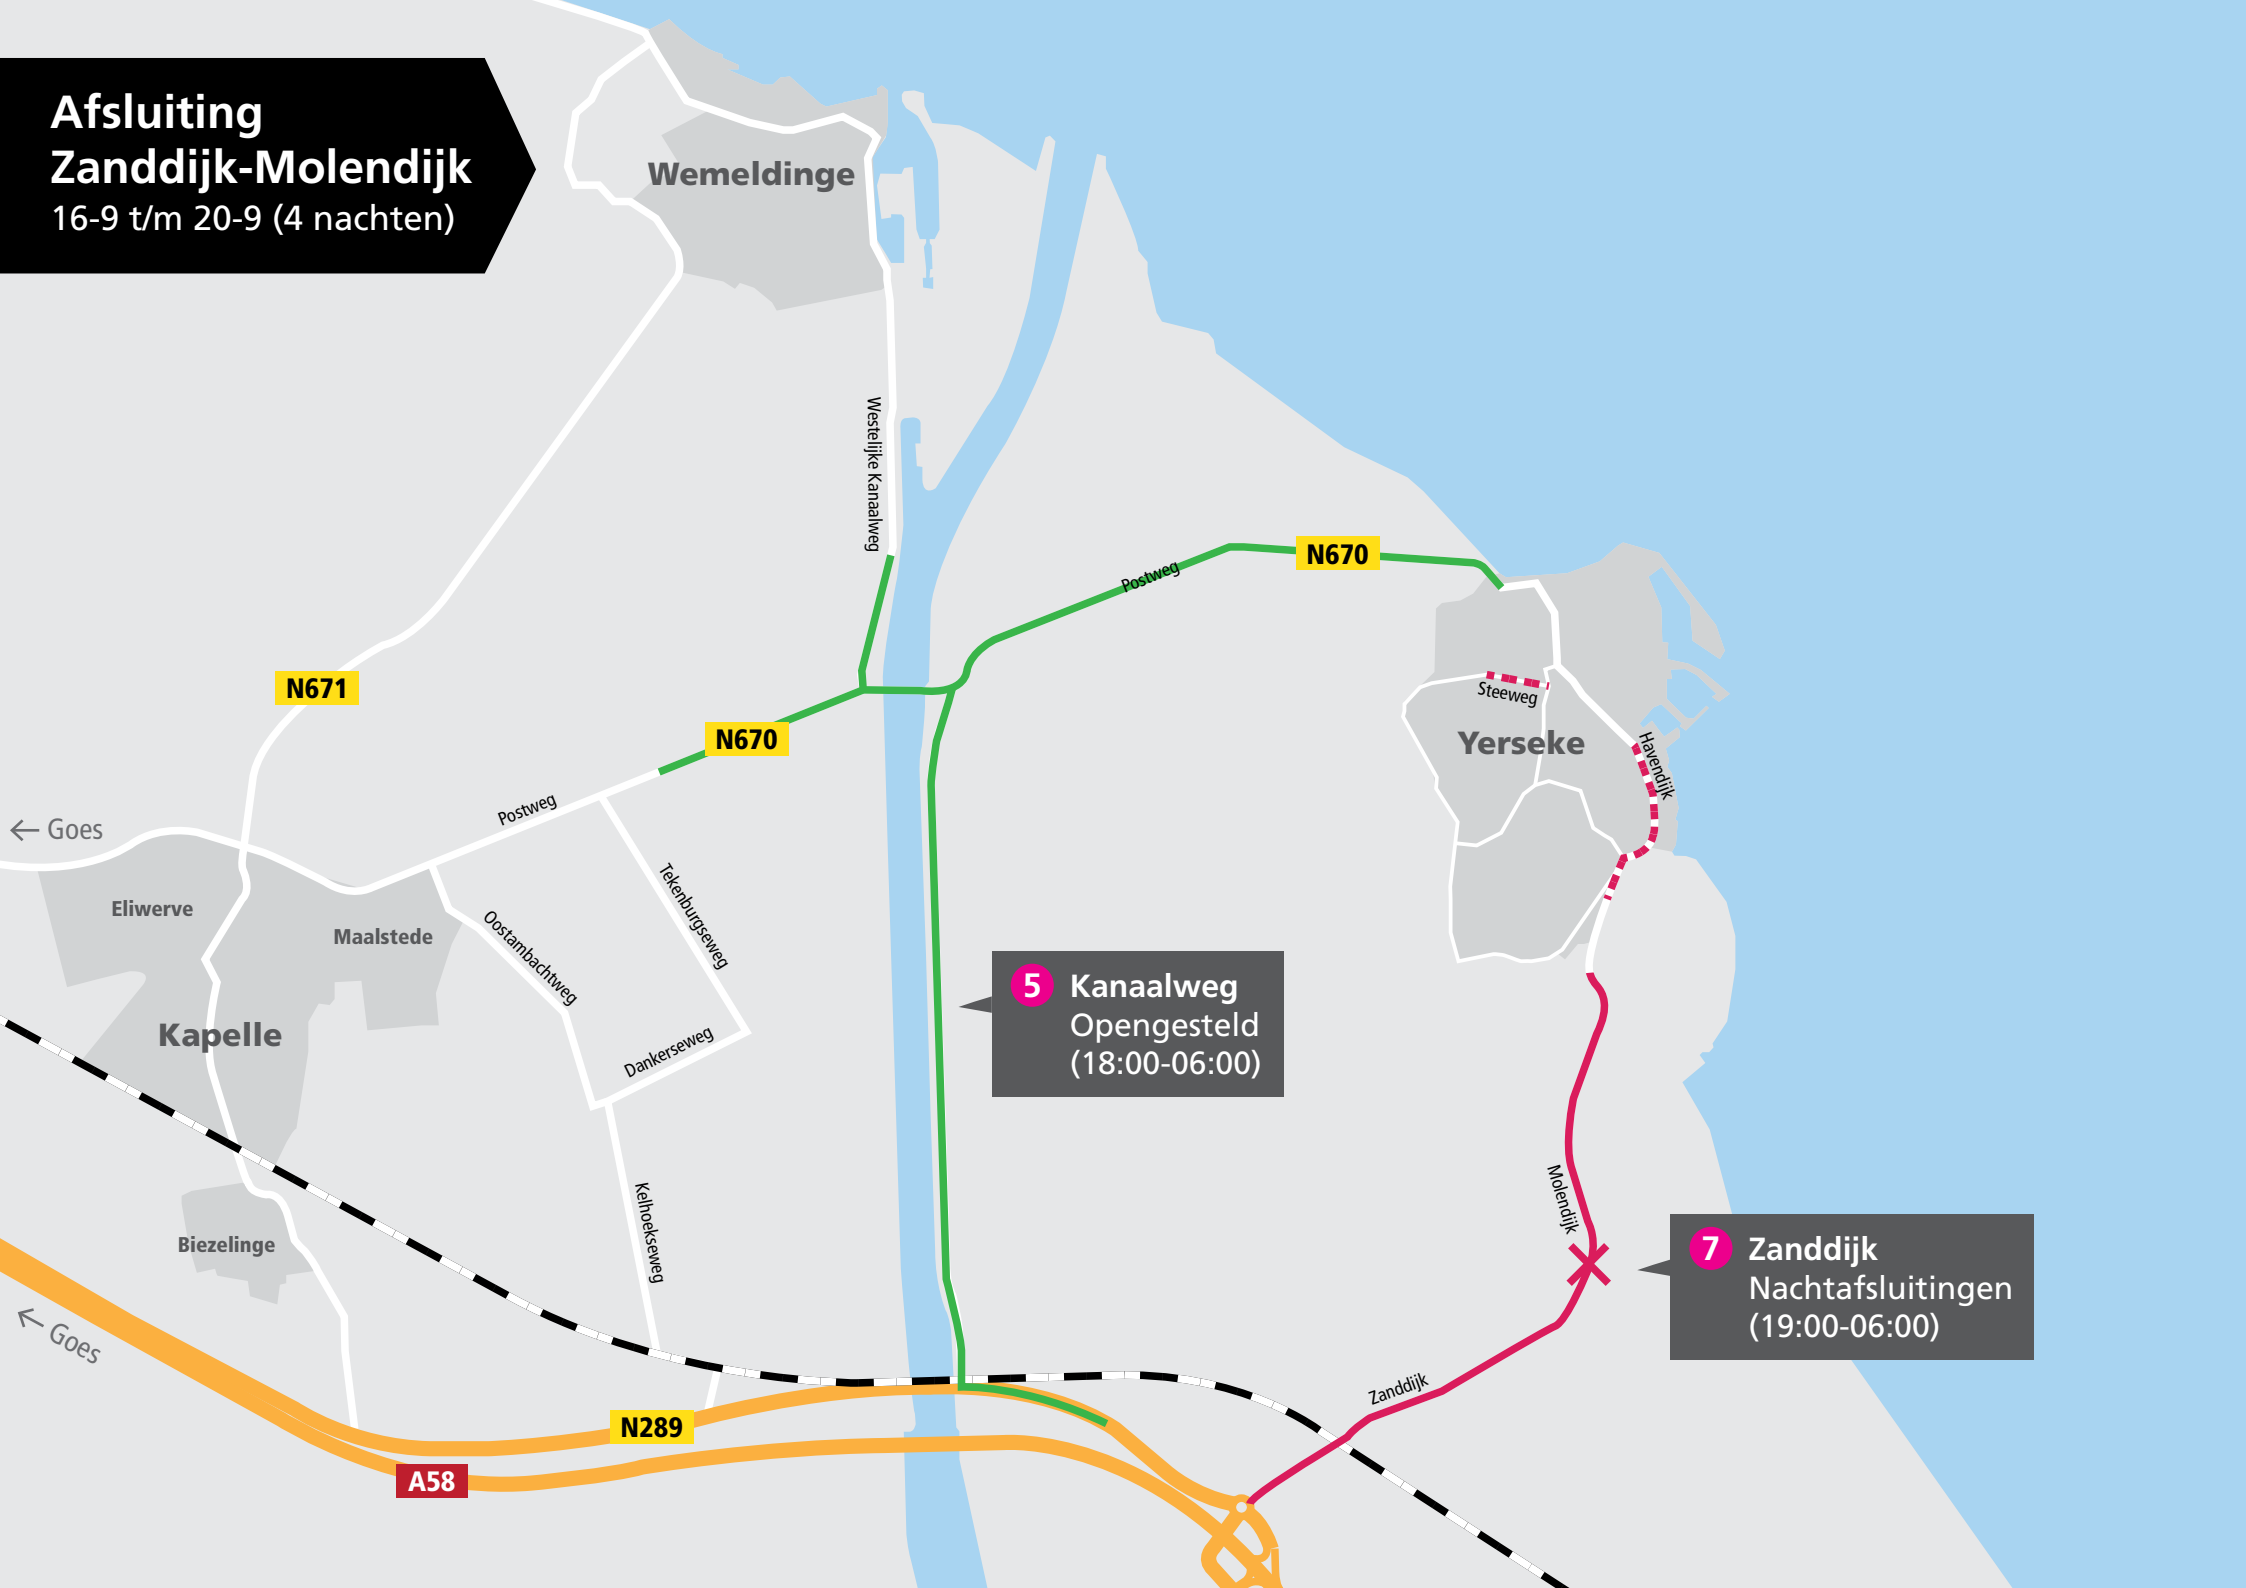 Afsluiting
Zanddijk-Molendijk
16-9 t/m 20-9 (4 nachten)
Wemeldinge
Westelijke Kanaalweg
N670
Postweg
N671
N670
Steeweg
Yerseke
Havendijk
Postweg
← Goes
Tekenburgseweg
Eliwerve
Maalstede
Oostambachtweg
5 Kanaalweg
Opengesteld
(18:00-06:00)
Kapelle
Dankerseweg
Molendijk
Kelhoekseweg
Biezelinge
7 Zanddijk
Nachtafsluitingen
(19:00-06:00)
← Goes
Zanddijk
N289
A58